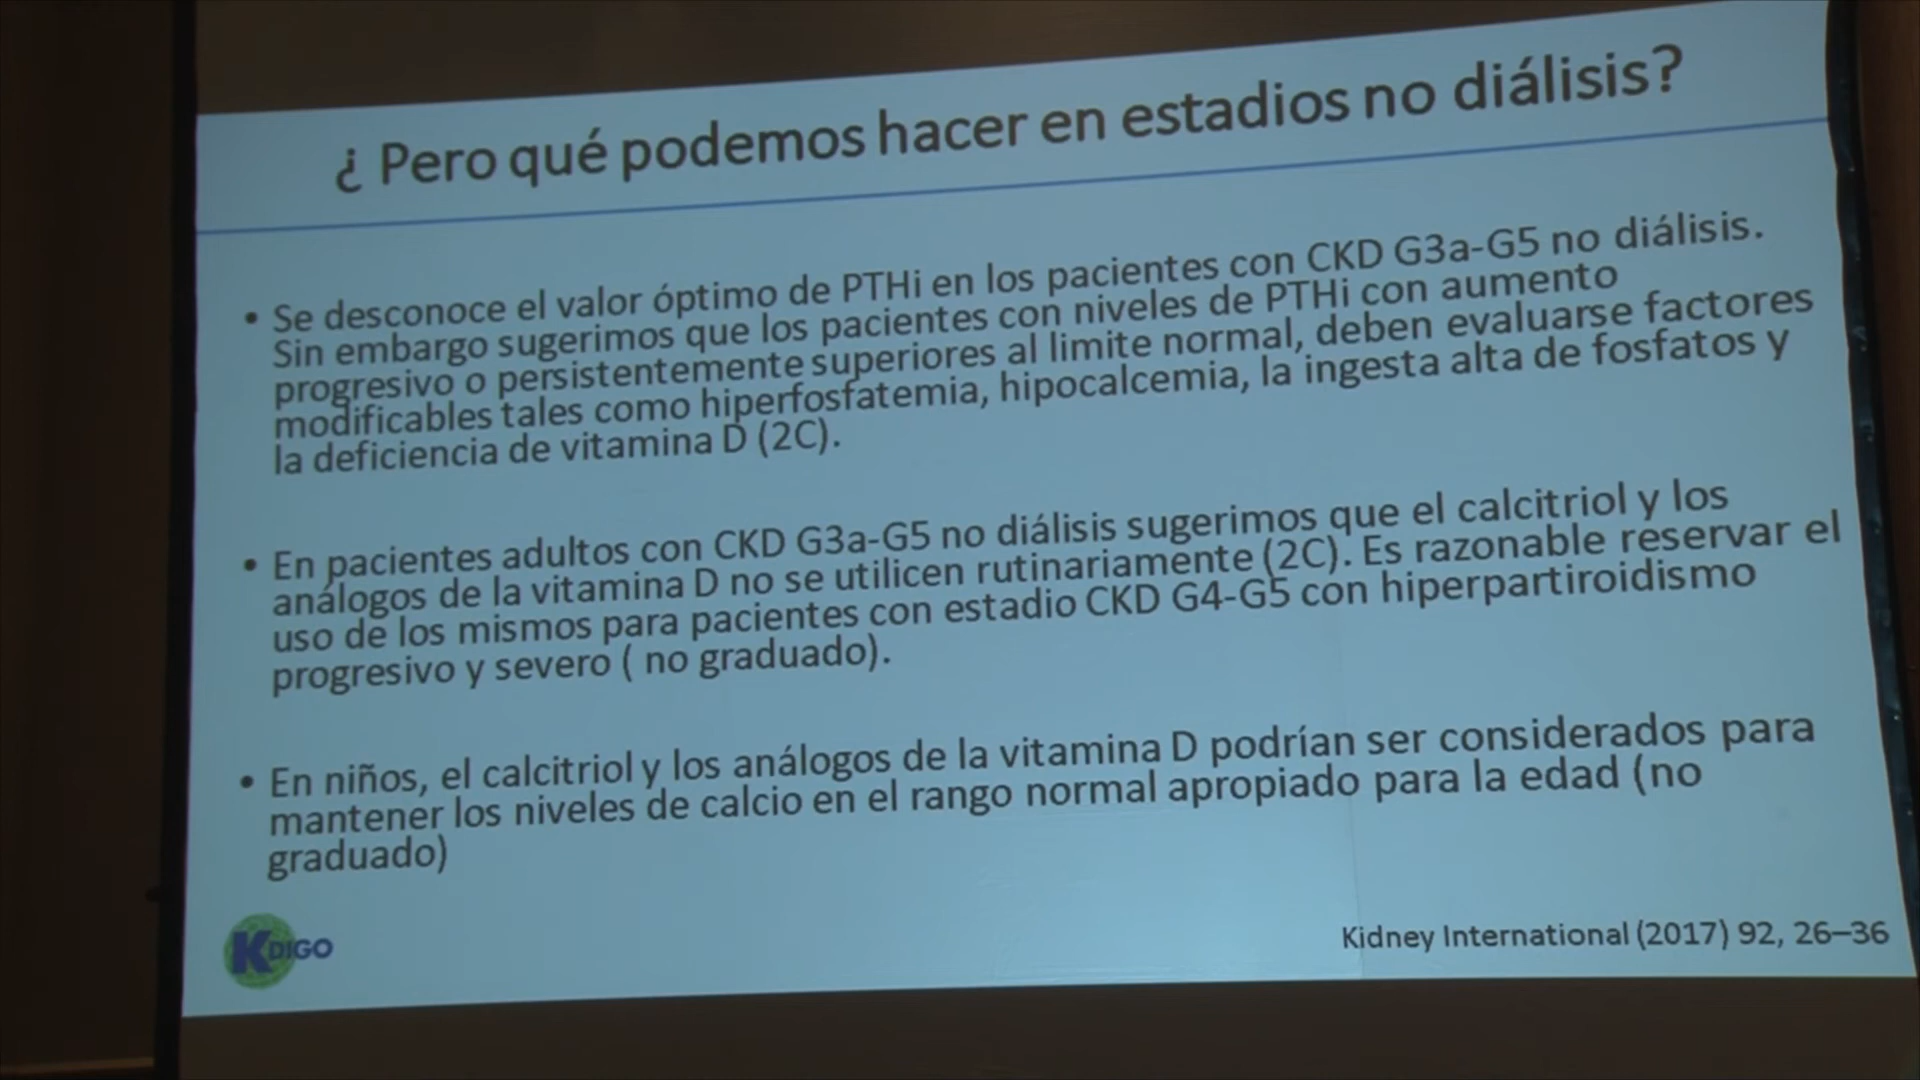 ¿ Pero qué podemos hacer en estadios no diálisis?
• Se desconoce el valor óptimo de PTHi en los pacientes con CKD G3a-G5 no diálisis.
Sin embargo sugerimos que los pacientes con niveles de PTHi con aumento
progresivo o persistentemente superiores al limite normal, deben evaluarse factores
modificables tales como hiperfosfatemia, hipocalcemia, la ingesta alta de fosfatos y
la deficiencia de vitamina D (2C).
• En pacientes adultos con CKD G3a-G5 no diálisis sugerimos que el calcitriol y los
análogos de la vitamina D no se utilicen rutinariamente (2C). Es razonable reservar el
uso de los mismos para pacientes con estadio CKD G4-G5 con hiperpartiroidismo
progresivo y severo ( no graduado).
• En niños, el calcitriol y los análogos de la vitamina D podrían ser considerados para
mantener los niveles de calcio en el rango normal apropiado para la edad (no
graduado)
KDIGO
Kidney International (2017) 92, 26–36